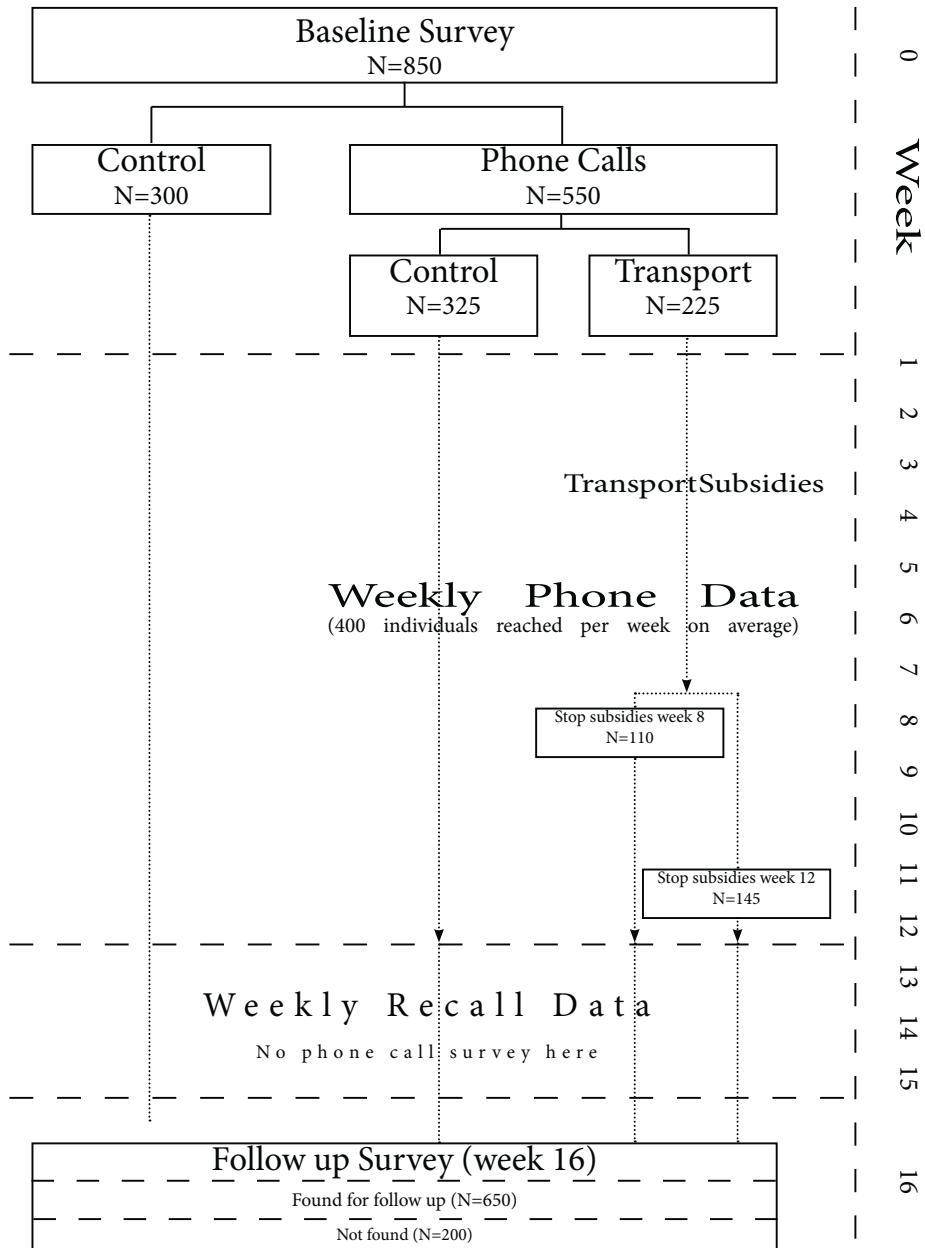 Baseline Survey
N=850
Control
N=300
Phone Calls
N=550
Control
N=325
Transport
N=225
Transport Subsidies
Weekly Phone Data
(400 individuals reached per week on average)
Stop subsidies week 8
N=110
Stop subsidies week 12
N=145
Weekly Recall Data
No phone call survey here
Follow up Survey (week 16)
Found for follow up (N=650)
Not found (N=200)
Week
0
1
2
3
4
5
6
7
8
9
10
11
12
13
14
15
16